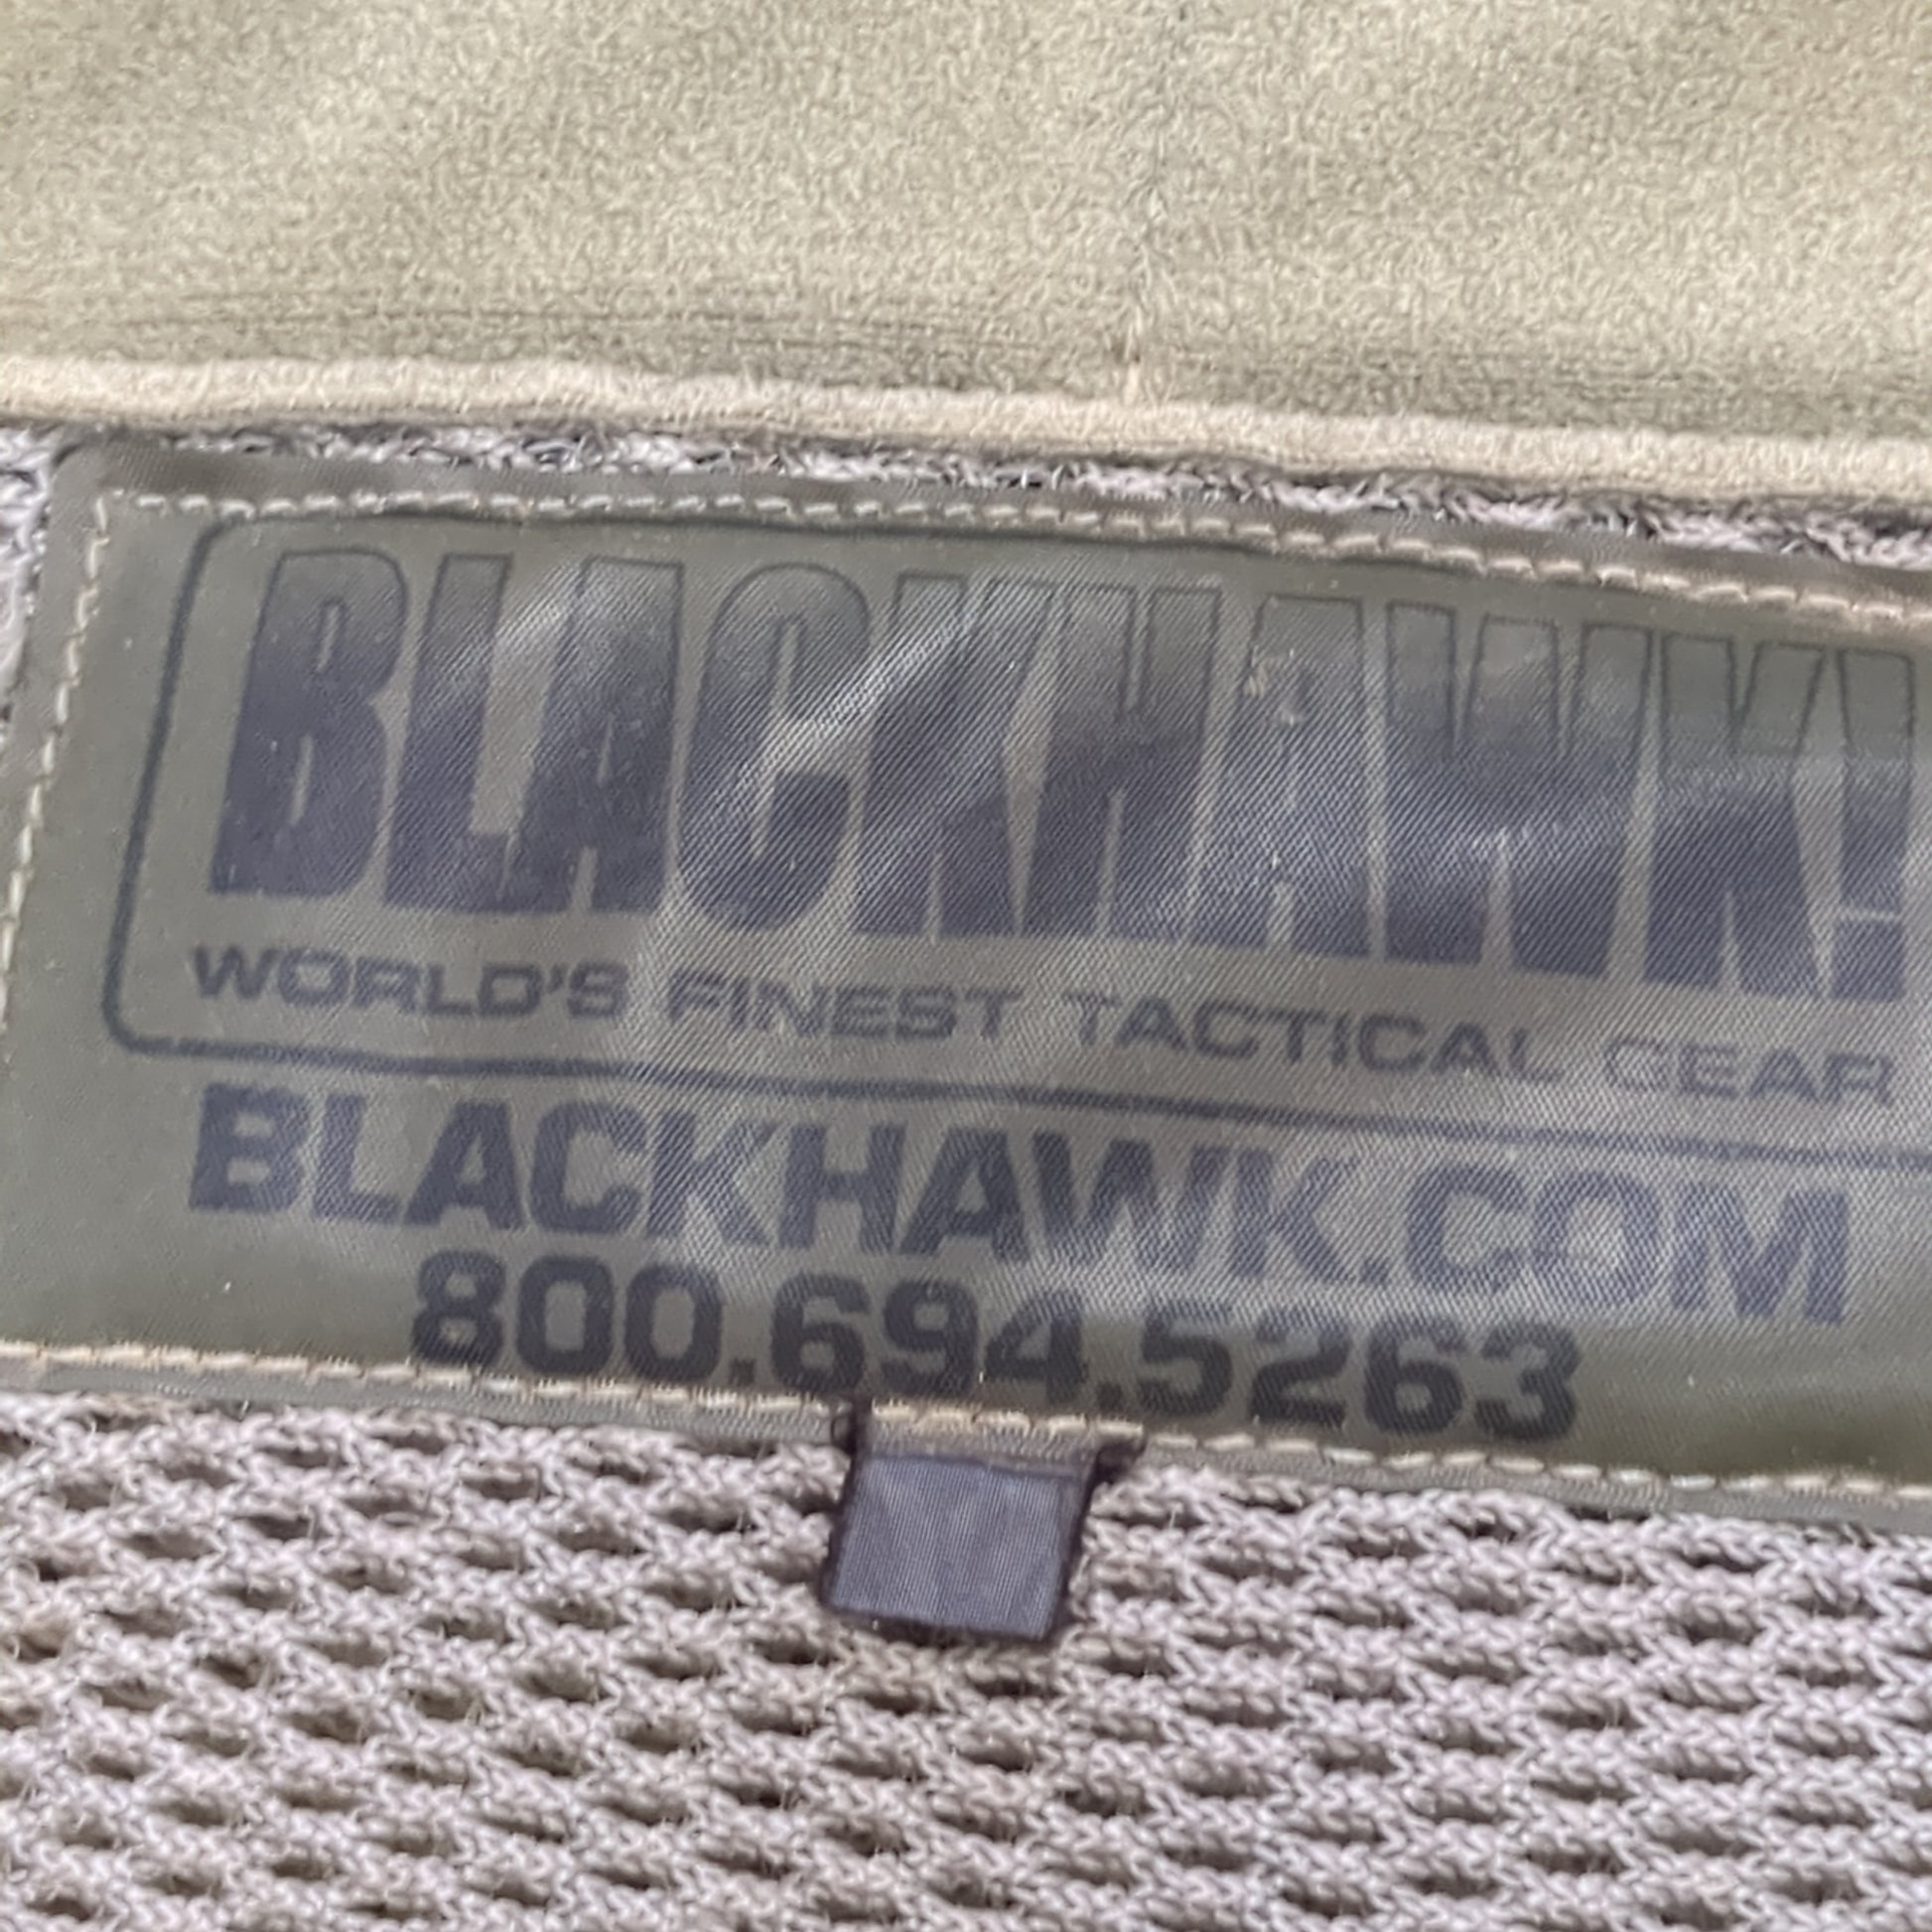 BLACKHAWK!
WORLD'S FINEST TACTICAL GEAR
BLACKHAWK.COM
800.694.5263